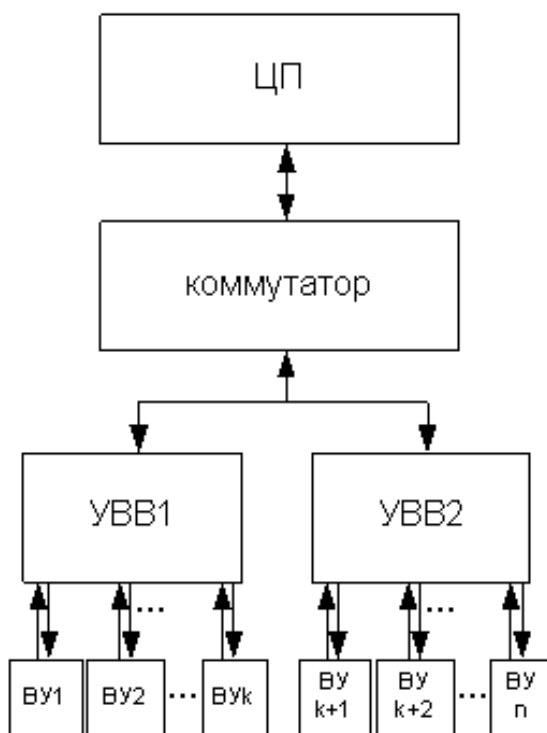 ЦП
коммутатор
УВВ1
УВВ2
...
...
ВУ1
ВУ2
...
ВУk
ВУ
k+1
ВУ
k+2
...
ВУ
n